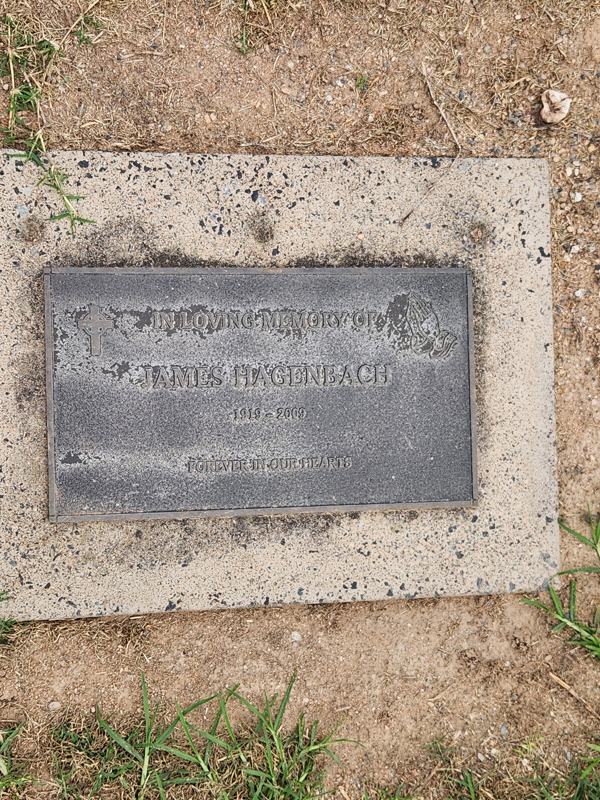 IN LOVING MEMORY OF
JAMES HAGENBACH
1919 - 2009
FOREVER IN OUR HEARTS